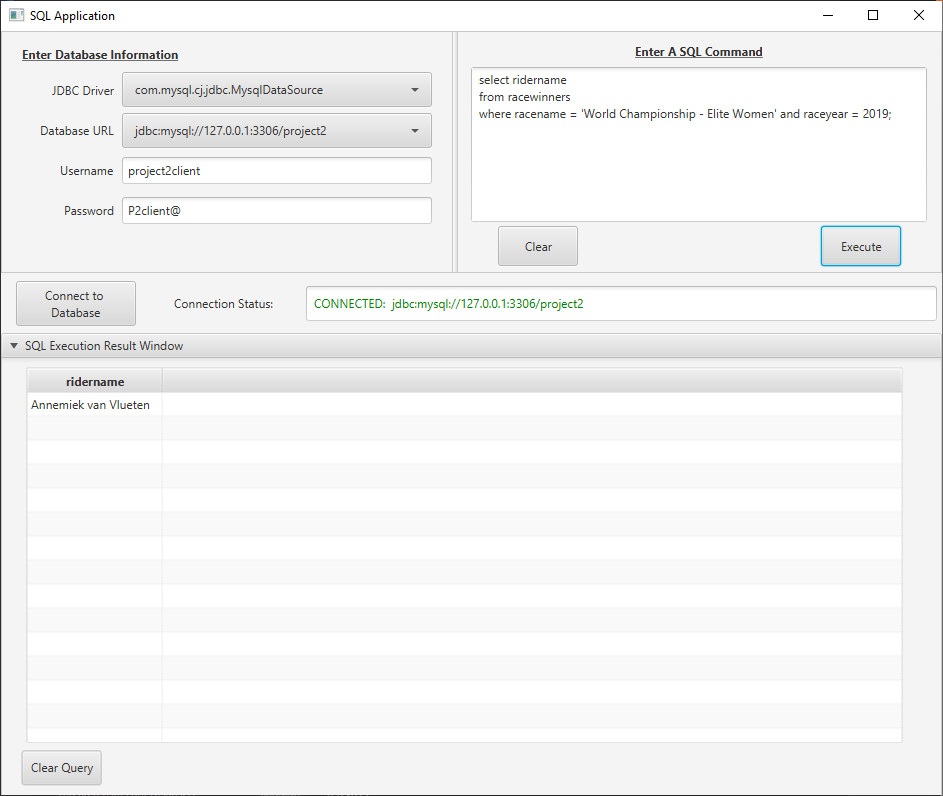 SQL Application
Enter Database Information
JDBC Driver
com.mysql.cj.jdbc.MysqlDataSource
Database URL
jdbc:mysql://127.0.0.1:3306/project2
Username
project2client
Password
P2client@
Enter A SQL Command
select ridername
from racewinners
where racename = 'World Championship - Elite Women' and raceyear = 2019;
Clear
Execute
Connect to
Database
Connection Status:
CONNECTED: jdbc:mysql://127.0.0.1:3306/project2
SQL Execution Result Window
ridername
Annemiek van Vlueten
Clear Query